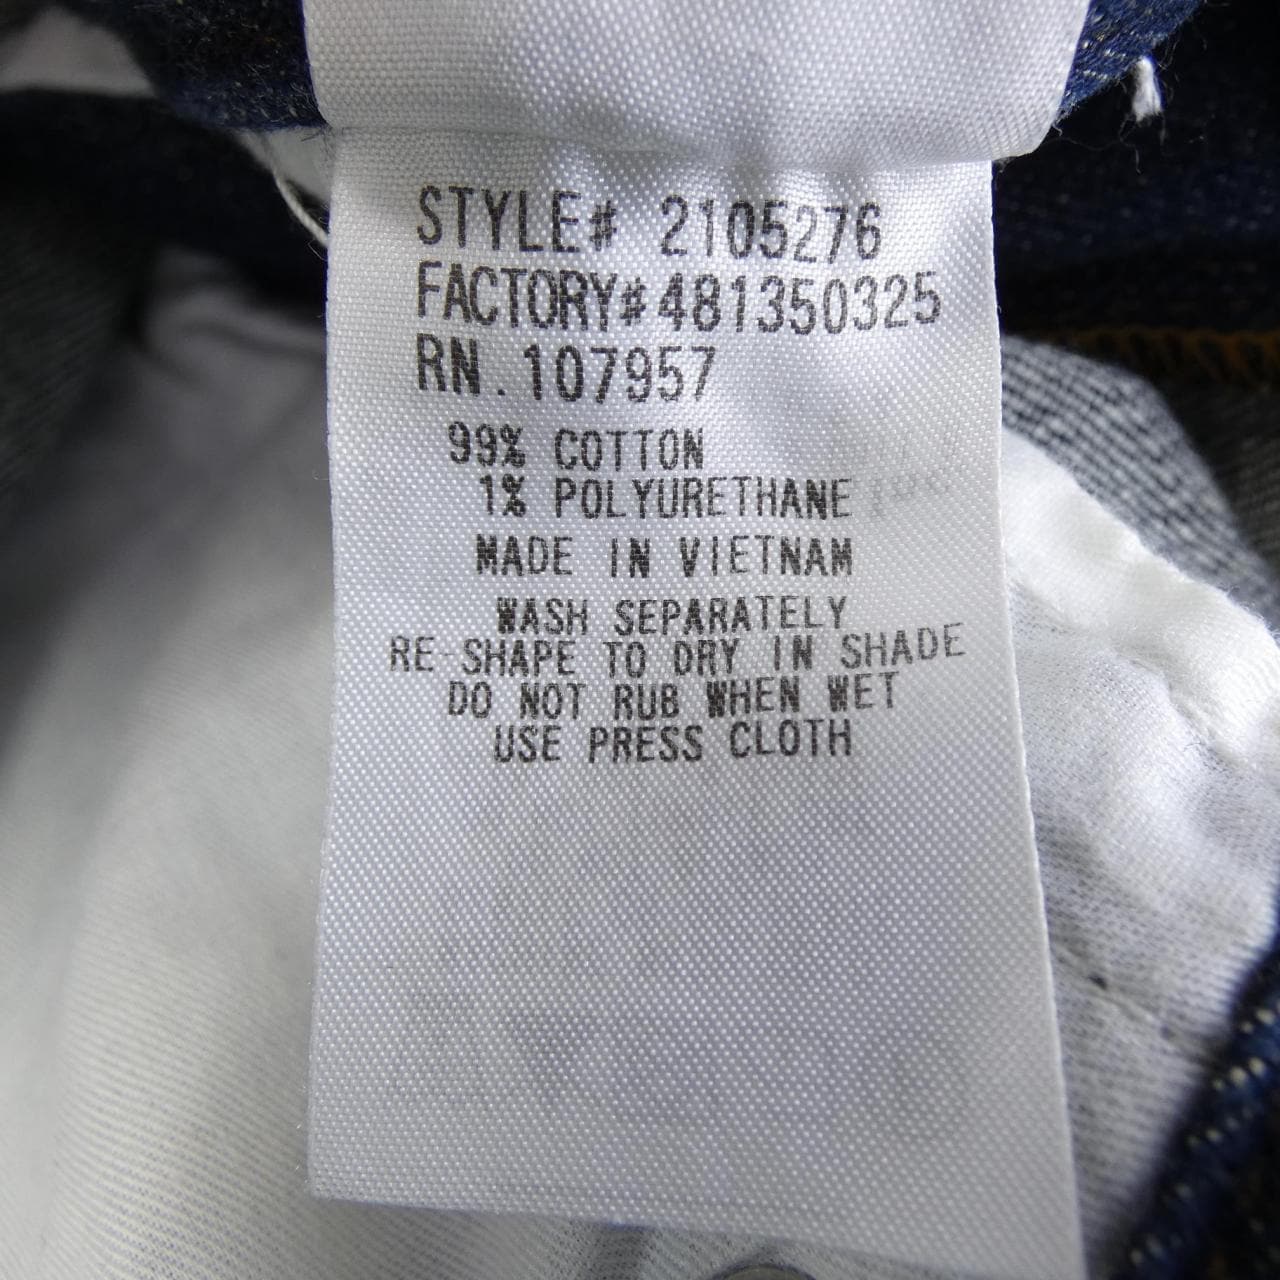 STYLE# 2105276
FACTORY#481350325
RN.107957
99% COTTON
1% POLYURETHANE
MADE IN VIETNAM
WASH SEPARATELY
RE-SHAPE TO DRY IN SHADE
DO NOT RUB WHEN WET
USE PRESS CLOTH